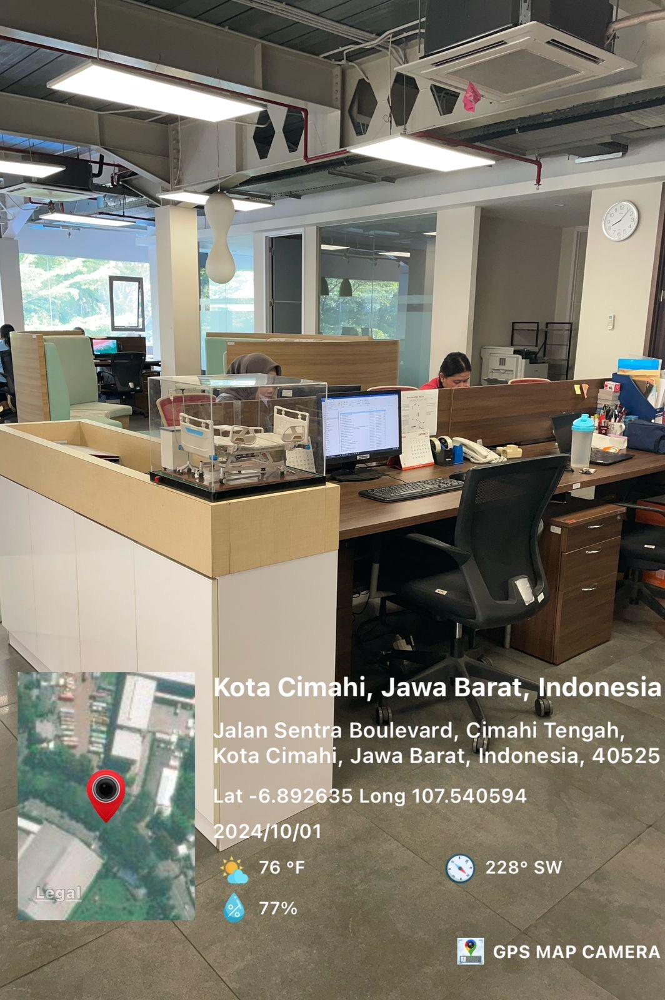 OKTOBER
Kota Cimahi, Jawa Barat, Indonesia
Jalan Sentra Boulevard, Cimahi Tengah,
Kota Cimahi, Jawa Barat, Indonesia, 40525
Lat -6.892635 Long 107.540594
2024/10/01
76 °F
228° SW
77%
Legal
GPS MAP CAMERA